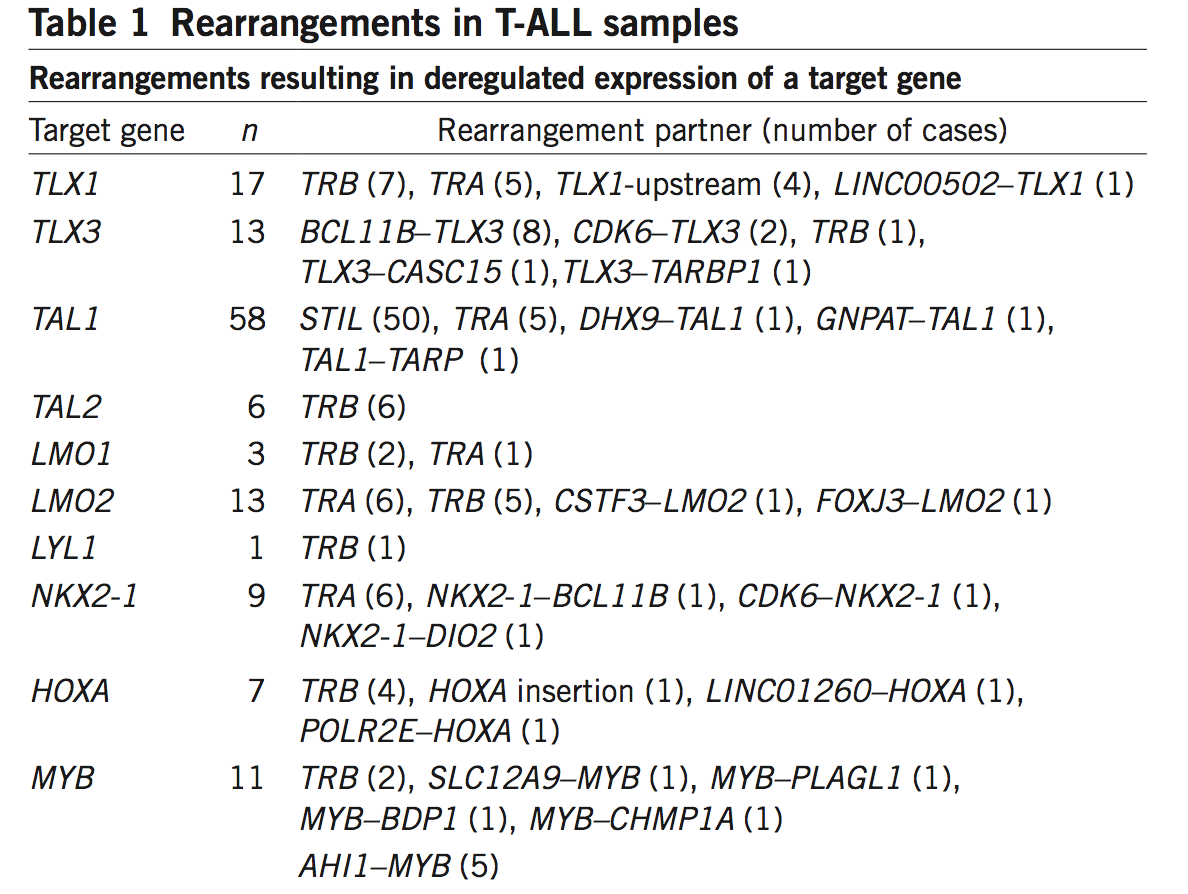 Table 1 Rearrangements in T-ALL samples
Rearrangements resulting in deregulated expression of a target gene
Target gene n Rearrangement partner (number of cases)
TLX1 17 TRB (7), TRA (5), TLX1-upstream (4), LINC00502–TLX1 (1)
TLX3 13 BCL11B–TLX3 (8), CDK6–TLX3 (2), TRB (1),
TLX3–CASC15 (1),TLX3–TARBP1 (1)
TAL1 58 STIL (50), TRA (5), DHX9–TAL1 (1), GNPAT–TAL1 (1),
TAL1–TARP (1)
TAL2 6 TRB (6)
LMO1 3 TRB (2), TRA (1)
LMO2 13 TRA (6), TRB (5), CSTF3–LMO2 (1), FOXJ3–LMO2 (1)
LYL1 1 TRB (1)
NKX2-1 9 TRA (6), NKX2-1–BCL11B (1), CDK6–NKX2-1 (1),
NKX2-1–DIO2 (1)
HOXA 7 TRB (4), HOXA insertion (1), LINC01260–HOXA (1),
POLR2E–HOXA (1)
MYB 11 TRB (2), SLC12A9–MYB (1), MYB–PLAGL1 (1),
MYB–BDP1 (1), MYB–CHMP1A (1)
AHI1–MYB (5)